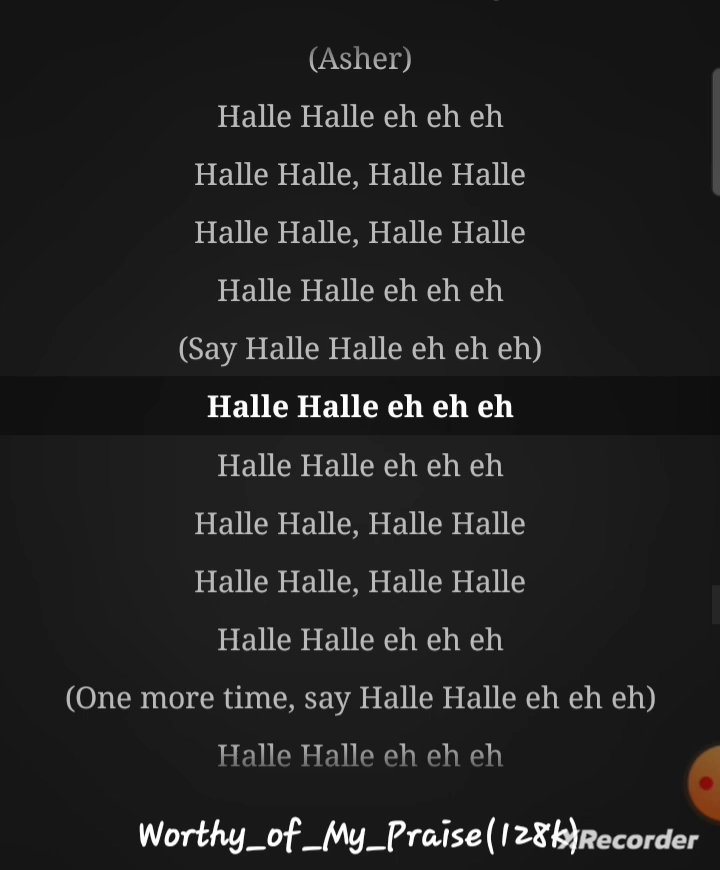 (Asher)
Halle Halle eh eh eh
Halle Halle, Halle Halle
Halle Halle, Halle Halle
Halle Halle eh eh eh
(Say Halle Halle eh eh eh)
Halle Halle eh eh eh
Halle Halle eh eh eh
Halle Halle, Halle Halle
Halle Halle, Halle Halle
Halle Halle eh eh eh
(One more time, say Halle Halle eh eh eh)
Halle Halle eh eh eh
Worthy_of_My_Praise(128k)
XRecorder